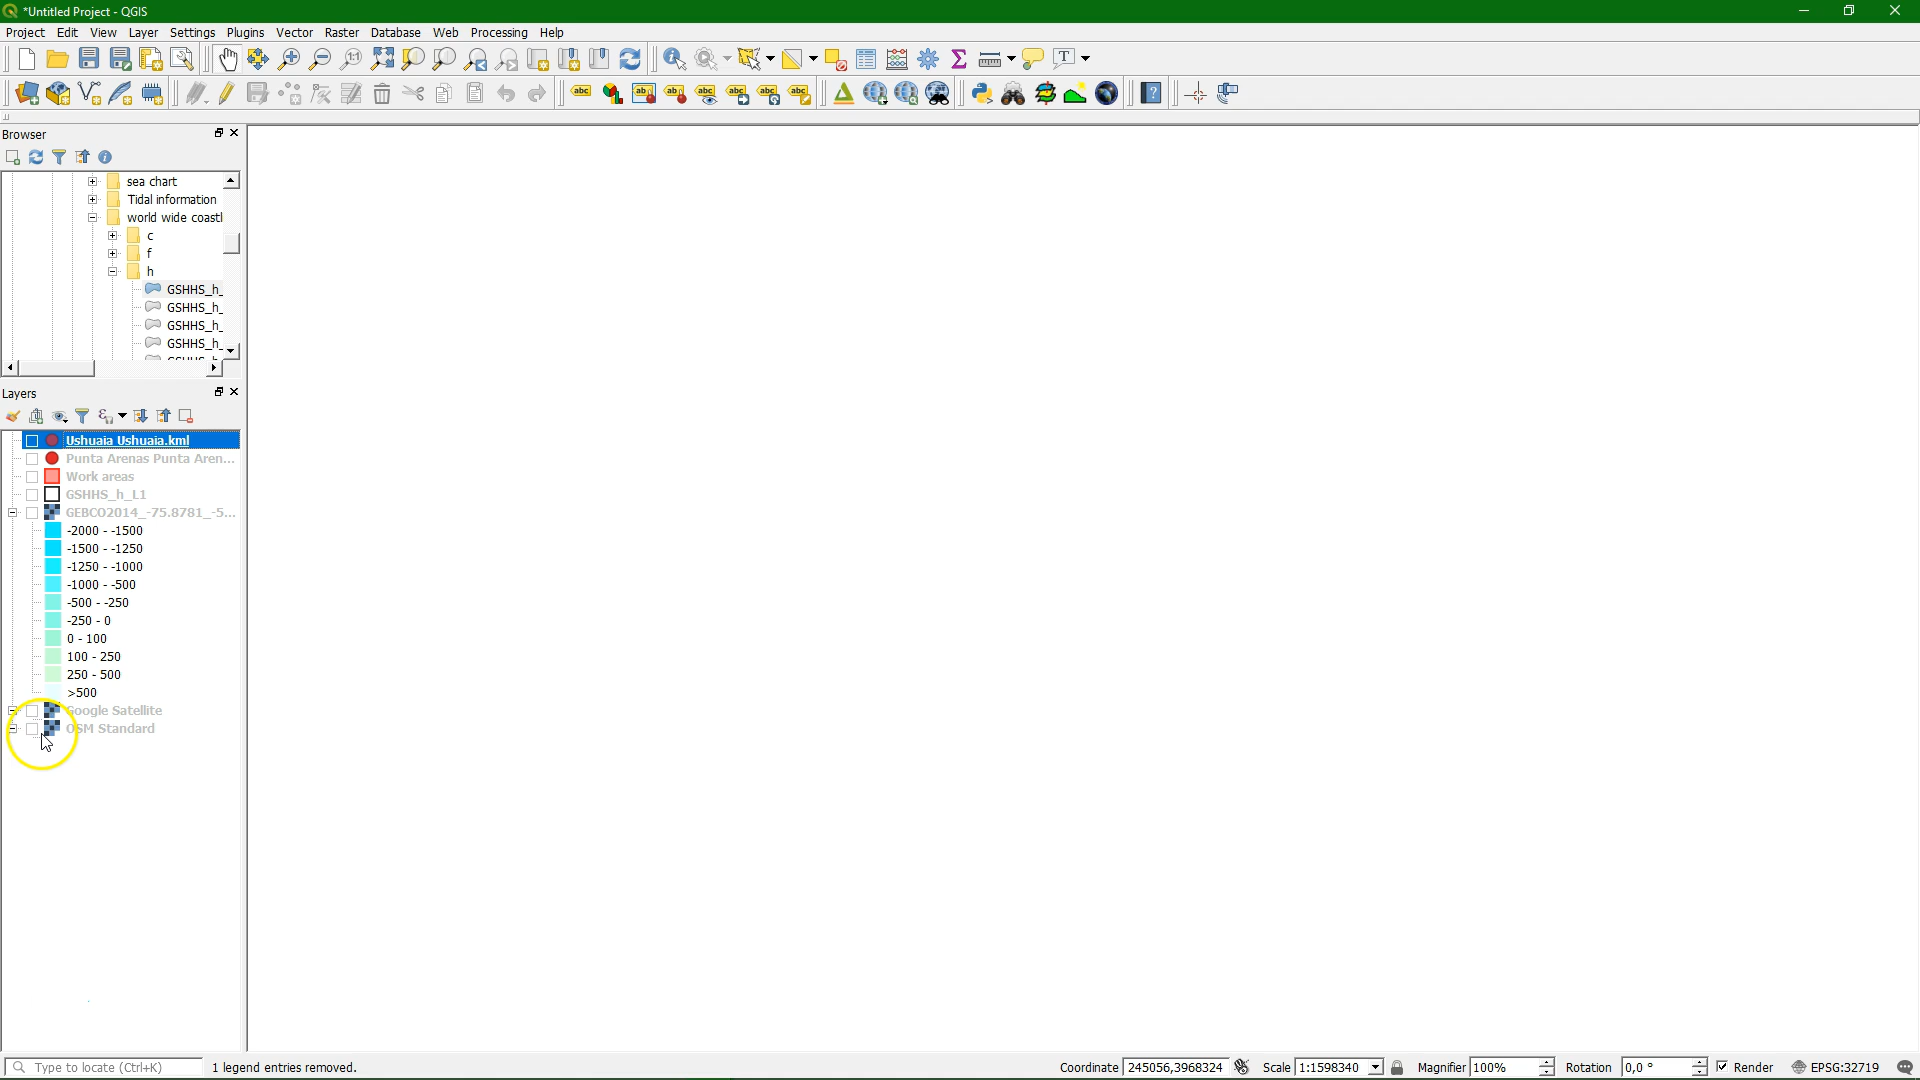 *Untitled Project - QGIS
Project Edit View Layer Settings Plugins Vector Raster Database Web Processing Help
Browser
sea chart
Tidal information
world wide coastl
c
f
h
GSHHS_h_
GSHHS_h_
GSHHS_h_
GSHHS_h_
Layers
Ushuaia Ushuaia.kml
Punta Arenas Punta Aren...
Work areas
GSHHS_h_L1
GEBCO2014_-75.8781_-5...
-2000 - -1500
-1500 - -1250
-1250 - -1000
-1000 - -500
-500 - -250
-250 - 0
0 - 100
100 - 250
250 - 500
>500
Google Satellite
OSM Standard
Type to locate (Ctrl+K) 1 legend entries removed. Coordinate 245056,3968324 Scale 1:1598340 Magnifier 100% Rotation 0,0 ° Render EPSG:32719